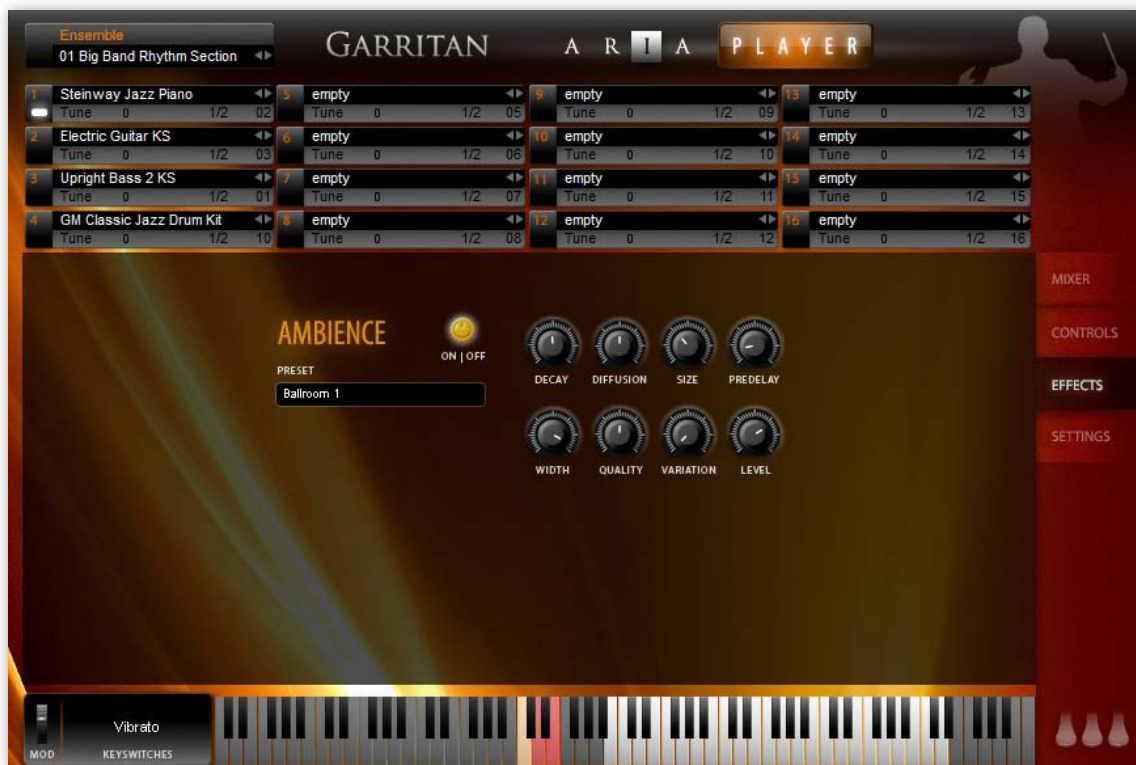 Ensemble
01 Big Band Rhythm Section
GARRITAN
ARIA PLAYER
1 Steinway Jazz Piano
Tune 0 1/2 02
5 empty
Tune 0 1/2 05
9 empty
Tune 0 1/2 09
13 empty
Tune 0 1/2 13
2 Electric Guitar KS
Tune 0 1/2 03
6 empty
Tune 0 1/2 06
10 empty
Tune 0 1/2 10
14 empty
Tune 0 1/2 14
3 Upright Bass 2 KS
Tune 0 1/2 01
7 empty
Tune 0 1/2 07
11 empty
Tune 0 1/2 11
15 empty
Tune 0 1/2 15
4 GM Classic Jazz Drum Kit
Tune 0 1/2 10
8 empty
Tune 0 1/2 08
12 empty
Tune 0 1/2 12
16 empty
Tune 0 1/2 16
MIXER
CONTROLS
EFFECTS
SETTINGS
AMBIENCE
ON | OFF
PRESET
Ballroom 1
DECAY DIFFUSION SIZE PREDELAY
WIDTH QUALITY VARIATION LEVEL
Vibrato
MOD KEYSWITCHES